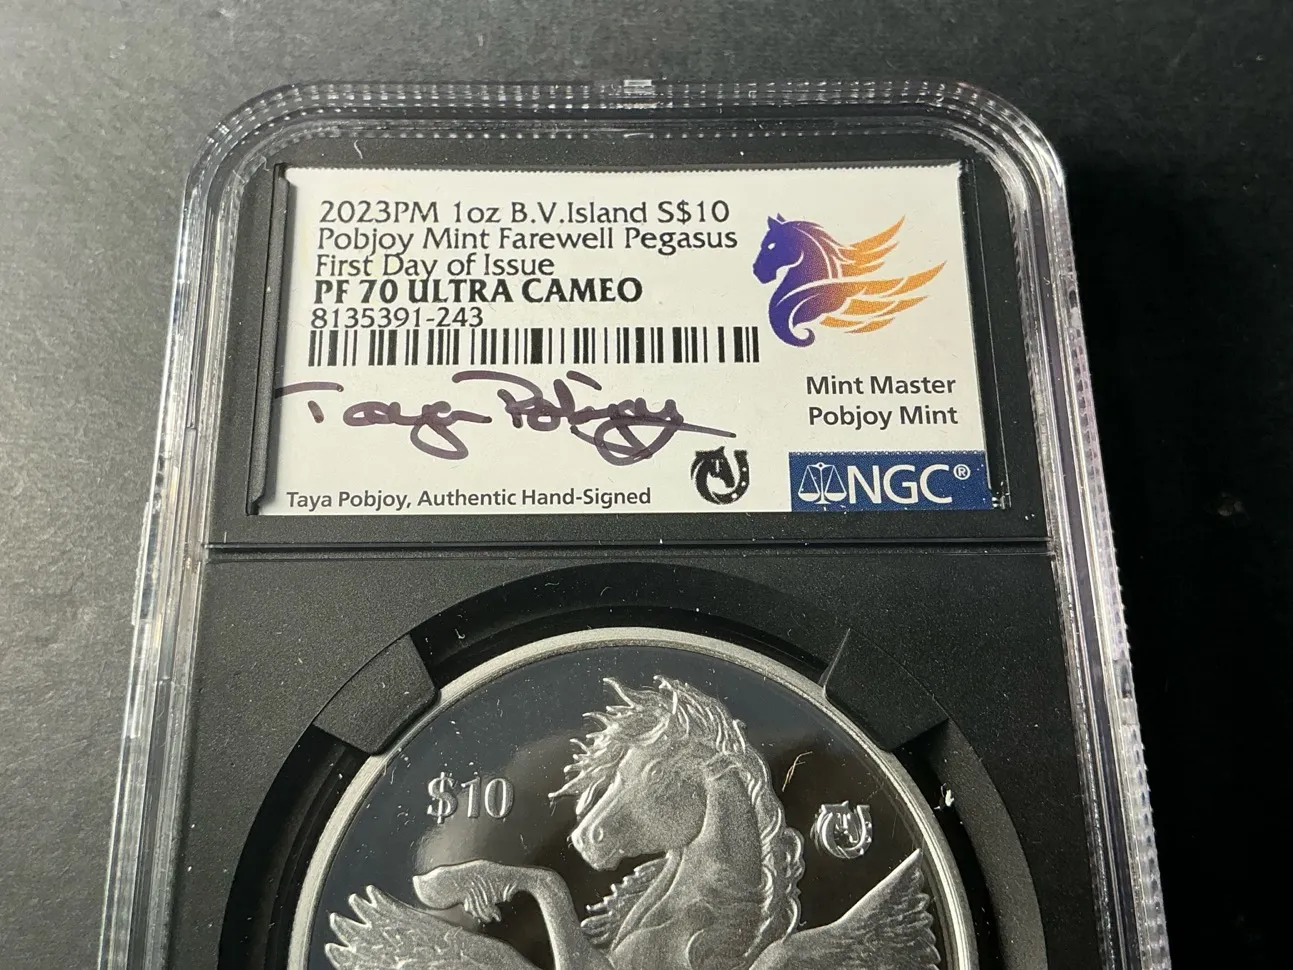 2023PM 1oz B.V.Island S$10
Pobjoy Mint Farewell Pegasus
First Day of Issue
PF 70 ULTRA CAMEO
8135391-243
Taya Pobjoy
Mint Master
Pobjoy Mint
Taya Pobjoy, Authentic Hand-Signed
NGC®
$10